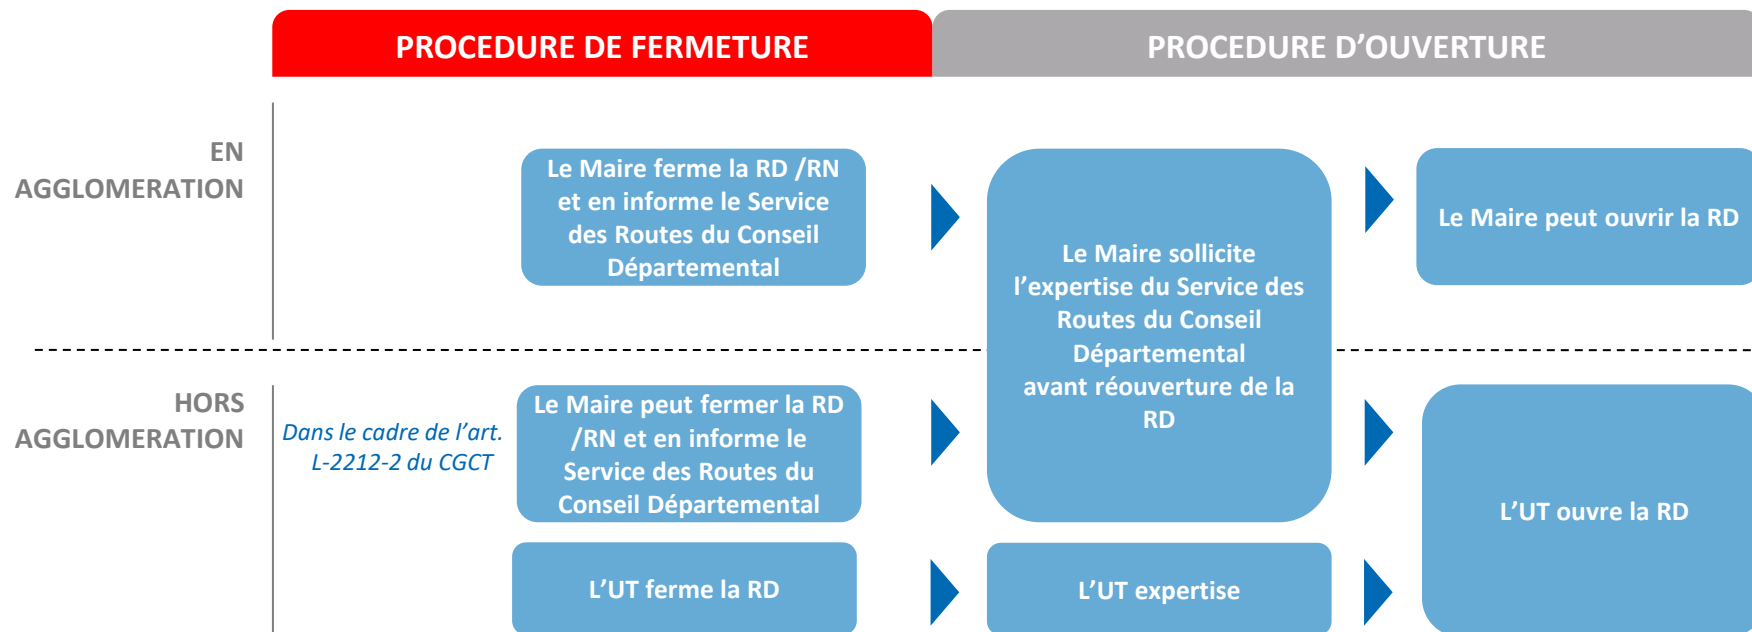 PROCEDURE DE FERMETURE
PROCEDURE D’OUVERTURE
EN
AGGLOMERATION
Le Maire ferme la RD /RN
et en informe le Service
des Routes du Conseil
Départemental
Le Maire sollicite
l’expertise du Service des
Routes du Conseil
Départemental
avant réouverture de la
RD
Le Maire peut ouvrir la RD
HORS
AGGLOMERATION
Dans le cadre de l’art.
L-2212-2 du CGCT
Le Maire peut fermer la RD
/RN et en informe le
Service des Routes du
Conseil Départemental
L’UT ouvre la RD
L’UT ferme la RD
L’UT expertise